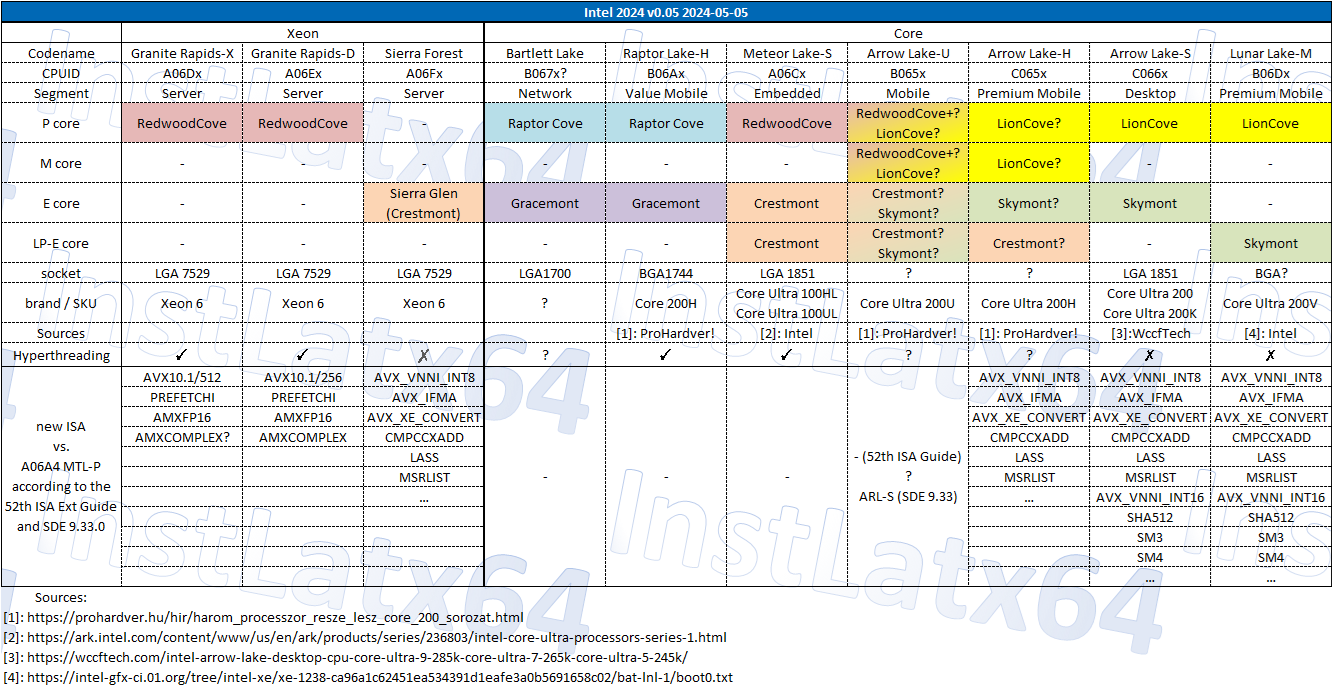 Intel 2024 v0.05 2024-05-05
Xeon Core
Codename Granite Rapids-X Granite Rapids-D Sierra Forest Bartlett Lake Raptor Lake-H Meteor Lake-S Arrow Lake-U Arrow Lake-H Arrow Lake-S Lunar Lake-M
CPUID A06Dx A06Ex A06Fx B067x? B06Ax A06Cx B065x C065x C066x B06Dx
Segment Server Server Server Network Value Mobile Embedded Mobile Premium Mobile Desktop Premium Mobile
P core RedwoodCove RedwoodCove - Raptor Cove Raptor Cove RedwoodCove RedwoodCove+? LionCove? LionCove? LionCove LionCove
M core - - - - - - RedwoodCove+? LionCove? LionCove? - -
E core - - Sierra Glen (Crestmont) Gracemont Gracemont Crestmont Crestmont? Skymont? Skymont? Skymont -
LP-E core - - - - - Crestmont Crestmont? Skymont? Crestmont? - Skymont
socket LGA 7529 LGA 7529 LGA 7529 LGA1700 BGA1744 LGA 1851 ? ? LGA 1851 BGA?
brand / SKU Xeon 6 Xeon 6 Xeon 6 ? Core 200H Core Ultra 100HL Core Ultra 100UL Core Ultra 200U Core Ultra 200H Core Ultra 200 Core Ultra 200K Core Ultra 200V
Sources [1]: ProHardver! [2]: Intel [1]: ProHardver! [1]: ProHardver! [3]:WccfTech [4]: Intel
Hyperthreading ✓ ✓ ✗ ? ✓ ✓ ? ? ✗ ✗
new ISA
vs.
A06A4 MTL-P
according to the
52th ISA Ext Guide
and SDE 9.33.0
AVX10.1/512 AVX10.1/256 AVX_VNNI_INT8 - - - - (52th ISA Guide) AVX_VNNI_INT8 AVX_VNNI_INT8 AVX_VNNI_INT8
PREFETCHI PREFETCHI AVX_IFMA ? AVX_IFMA AVX_IFMA AVX_IFMA
AMXFP16 AMXFP16 AVX_XE_CONVERT ARL-S (SDE 9.33) AVX_XE_CONVERT AVX_XE_CONVERT AVX_XE_CONVERT
AMXCOMPLEX? AMXCOMPLEX CMPCCXADD CMPCCXADD CMPCCXADD CMPCCXADD
LASS LASS LASS LASS
MSRLIST MSRLIST MSRLIST MSRLIST
... ... AVX_VNNI_INT16 AVX_VNNI_INT16
SHA512 SHA512
SM3 SM3
SM4 SM4
... ...
Sources:
[1]: https://prohardver.hu/hir/harom_processzor_resze_lesz_core_200_sorozat.html
[2]: https://ark.intel.com/content/www/us/en/ark/products/series/236803/intel-core-ultra-processors-series-1.html
[3]: https://wccftech.com/intel-arrow-lake-desktop-cpu-core-ultra-9-285k-core-ultra-7-265k-core-ultra-5-245k/
[4]: https://intel-gfx-ci.01.org/tree/intel-xe/xe-1238-ca96a1c62451ea534391d1eafe3a0b5691658c02/bat-lnl-1/boot0.txt
InstLatx64
InstLatx64
InstLatx64
InstLatx64